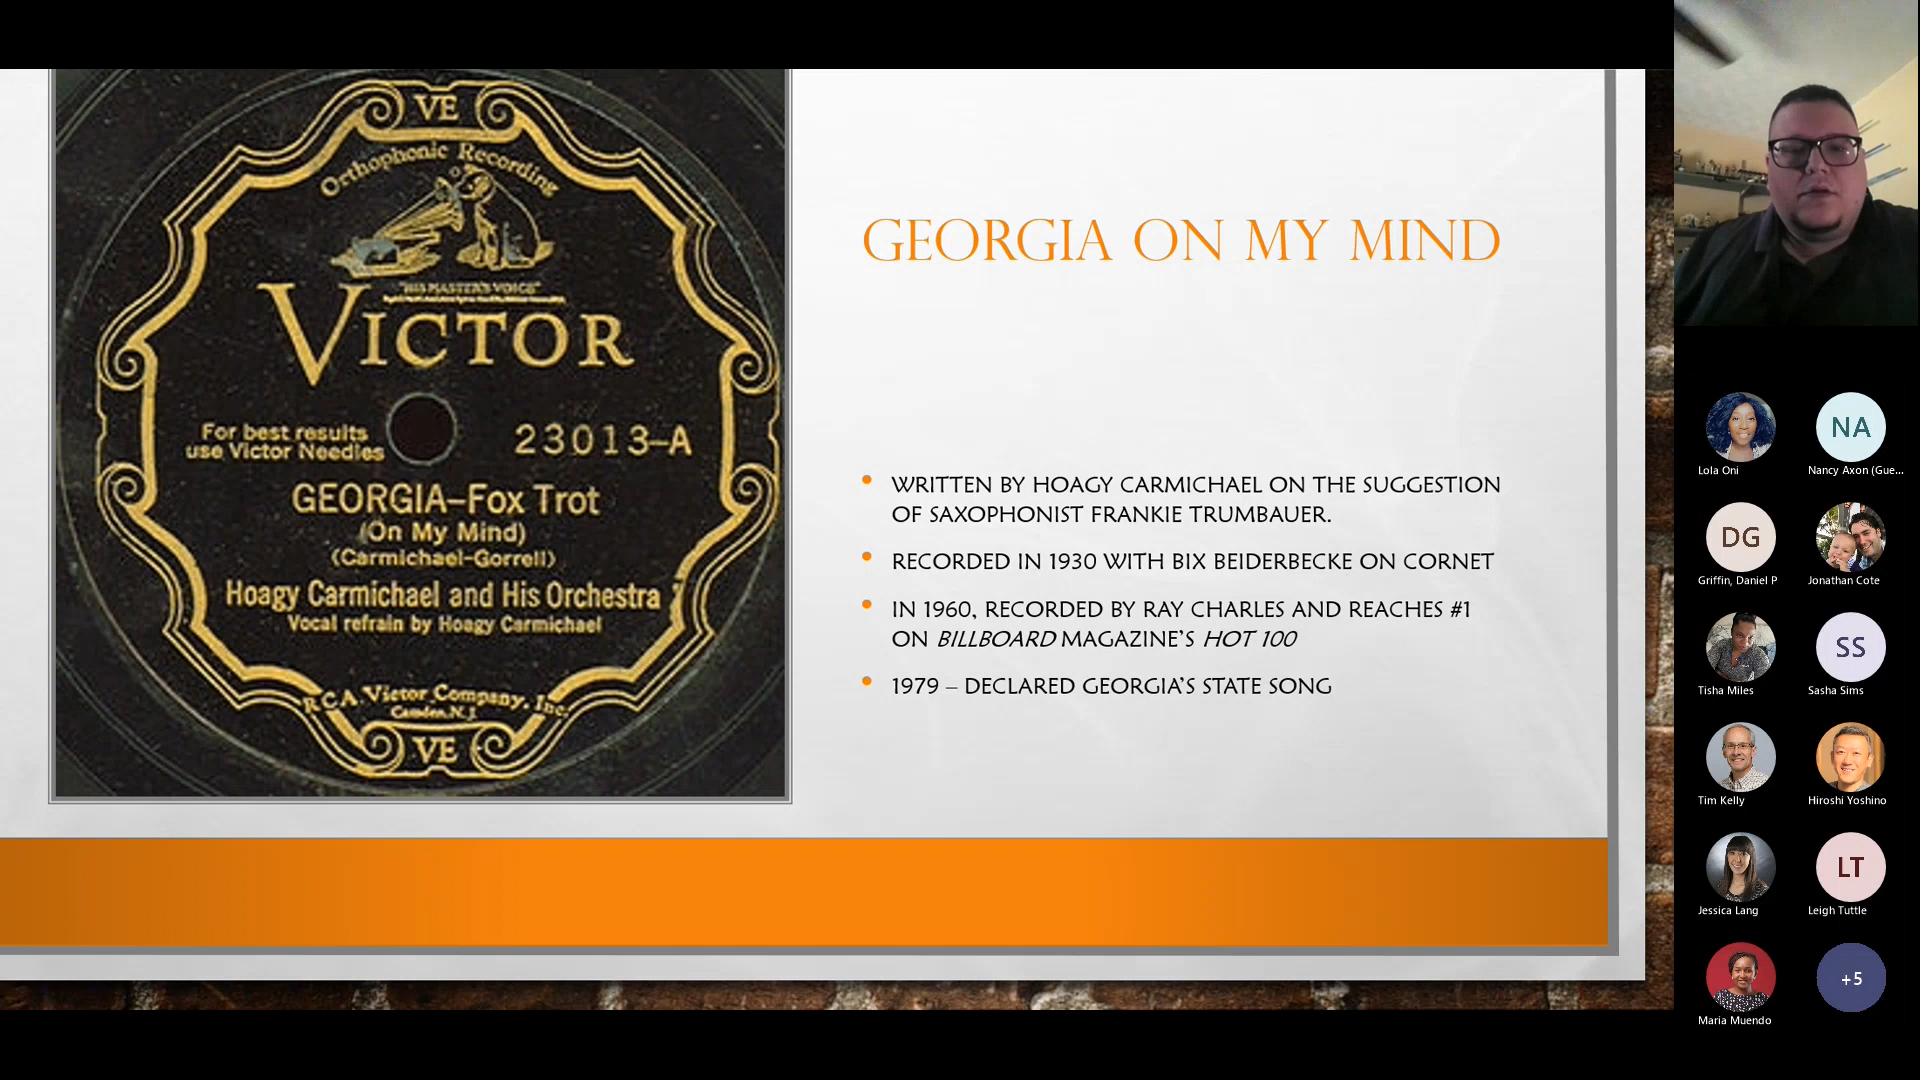 VE
Orthophonic Recording
"HIS MASTER'S VOICE"
VICTOR
For best results
use Victor Needles
23013-A
GEORGIA-Fox Trot
(On My Mind)
(Carmichael-Gorrell)
Hoagy Carmichael and His Orchestra
Vocal refrain by Hoagy Carmichael
RCA Victor Company, Inc.
Camden, N.J.
VE
GEORGIA ON MY MIND
• WRITTEN BY HOAGY CARMICHAEL ON THE SUGGESTION
OF SAXOPHONIST FRANKIE TRUMBAUER.
• RECORDED IN 1930 WITH BIX BEIDERBECKE ON CORNET
• IN 1960, RECORDED BY RAY CHARLES AND REACHES #1
ON BILLBOARD MAGAZINE'S HOT 100
• 1979 – DECLARED GEORGIA'S STATE SONG
Lola Oni
NA
Nancy Axon (Gue...
DG
Griffin, Daniel P
Jonathan Cote
Tisha Miles
SS
Sasha Sims
Tim Kelly
Hiroshi Yoshino
Jessica Lang
LT
Leigh Tuttle
Maria Muendo
+5